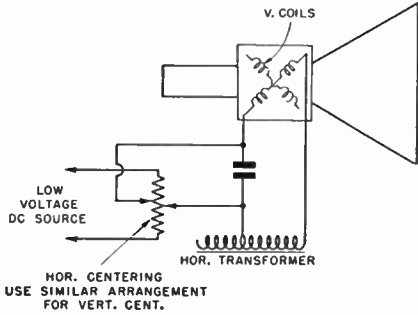 V. COILS
LOW
VOLTAGE
DC SOURCE
HOR. TRANSFORMER
HOR. CENTERING
USE SIMILAR ARRANGEMENT
FOR VERT. CENT.